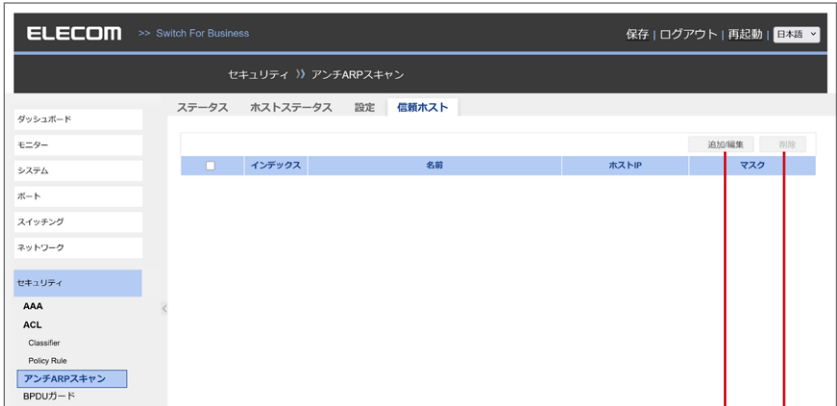 ELECOM >> Switch For Business 保存 | ログアウト | 再起動 | 日本語
セキュリティ 》 アンチARPスキャン
ステータス ホストステータス 設定 信頼ホスト
ダッシュボード
モニター
システム
ポート
スイッチング
ネットワーク
セキュリティ
AAA
ACL
Classifier
Policy Rule
アンチARPスキャン
BPDUガード
追加/編集 削除
インデックス 名前 ホストIP マスク